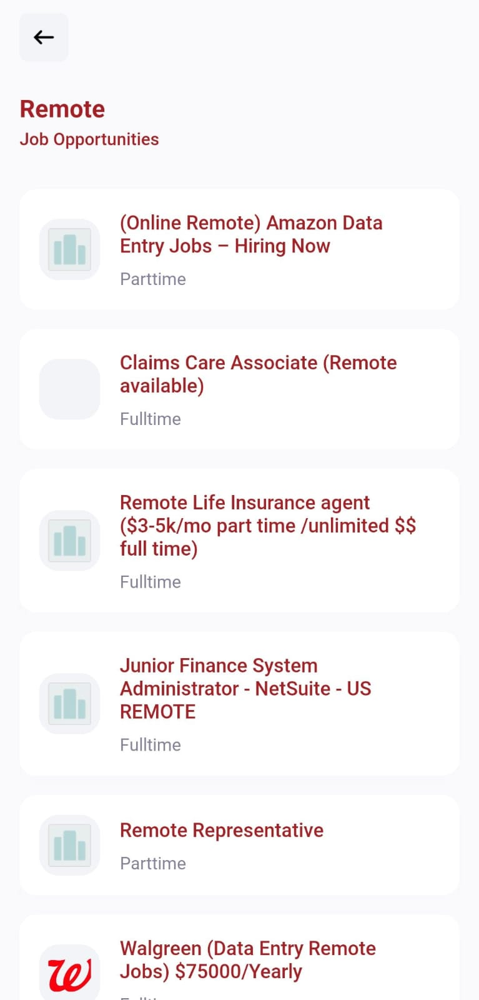 Remote
Job Opportunities
(Online Remote) Amazon Data
Entry Jobs – Hiring Now
Parttime
Claims Care Associate (Remote
available)
Fulltime
Remote Life Insurance agent
($3-5k/mo part time /unlimited $$
full time)
Fulltime
Junior Finance System
Administrator - NetSuite - US
REMOTE
Fulltime
Remote Representative
Parttime
Walgreen (Data Entry Remote
Jobs) $75000/Yearly